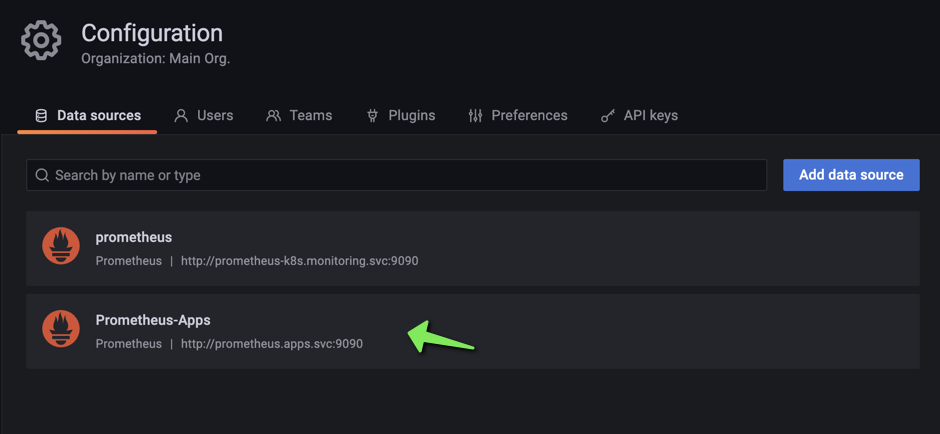 Configuration
Organization: Main Org.
Data sources Users Teams Plugins Preferences API keys
Search by name or type Add data source
prometheus
Prometheus | http://prometheus-k8s.monitoring.svc:9090
Prometheus-Apps
Prometheus | http://prometheus.apps.svc:9090